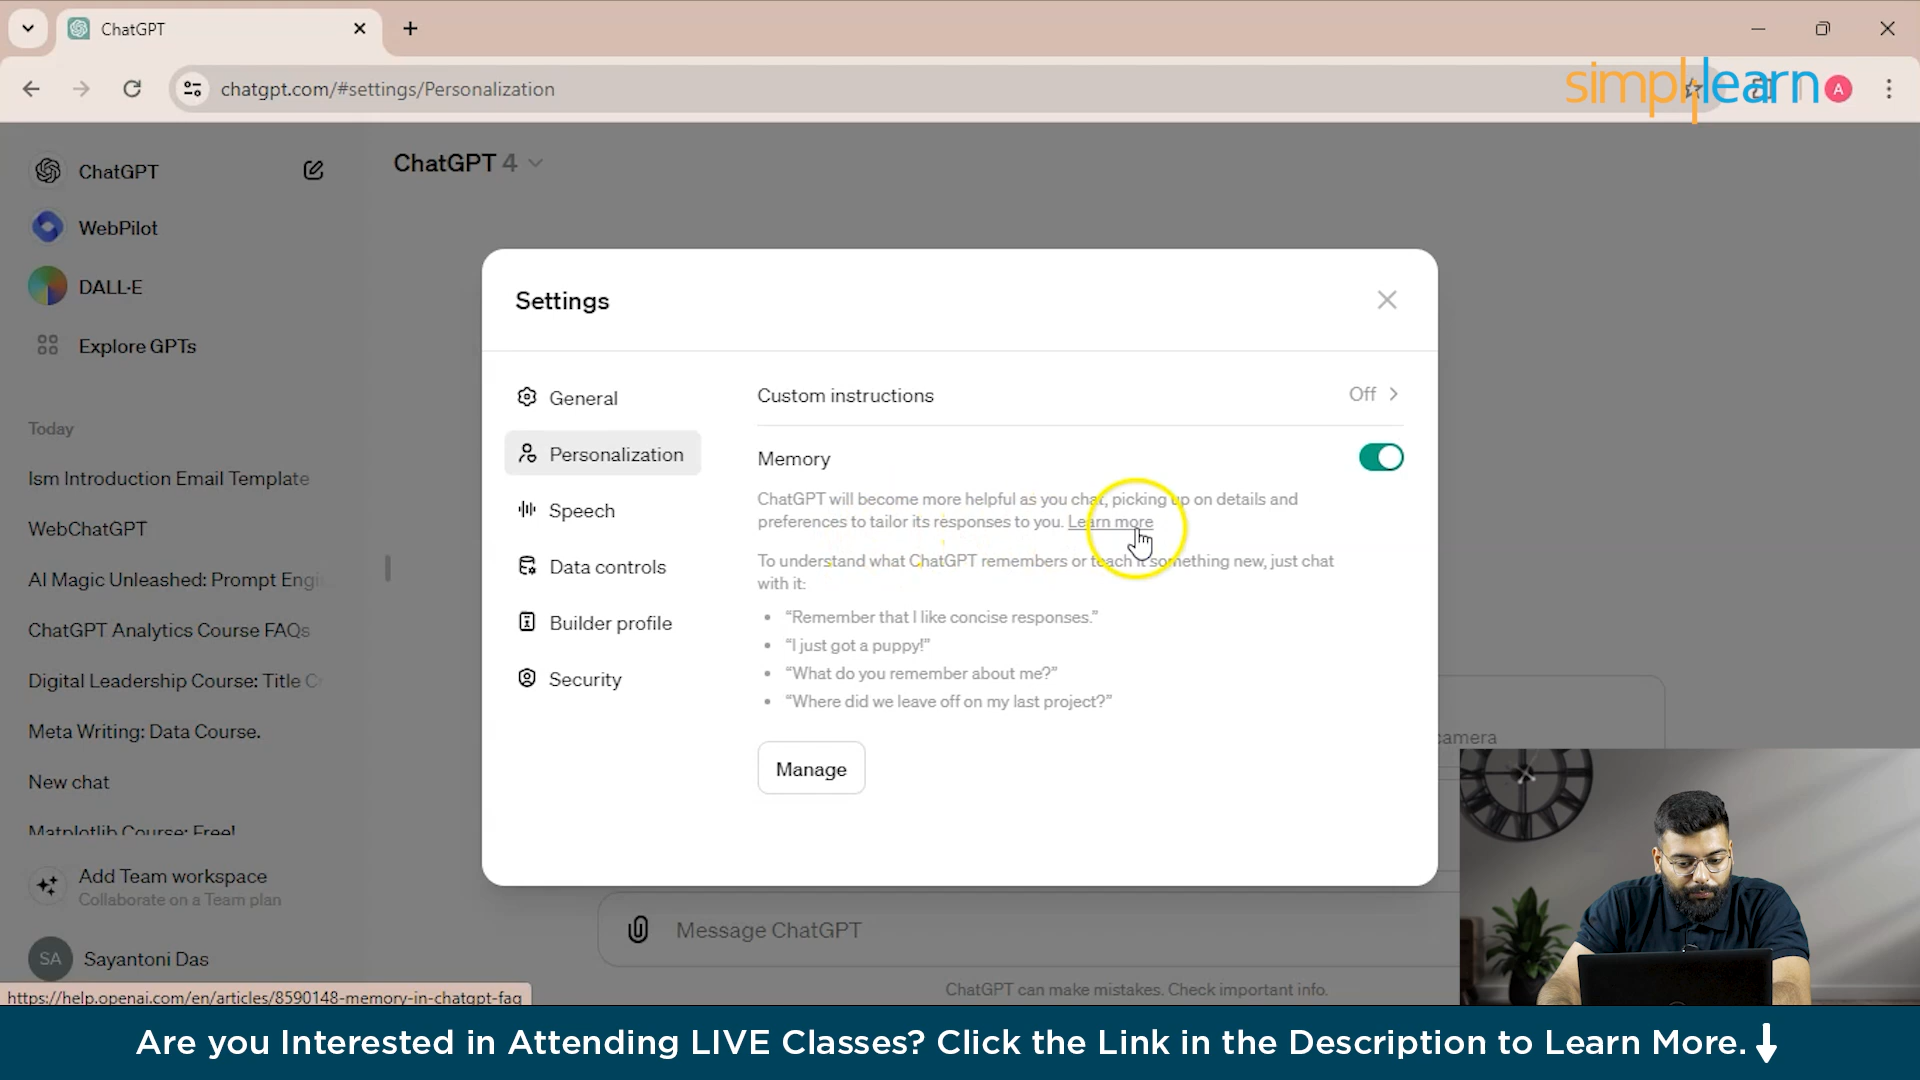 ChatGPT
chatgpt.com/#settings/Personalization
simplilearn
A
ChatGPT
ChatGPT 4
WebPilot
DALL·E
Explore GPTs
Today
Ism Introduction Email Template
WebChatGPT
AI Magic Unleashed: Prompt Engi
ChatGPT Analytics Course FAQs
Digital Leadership Course: Title C
Meta Writing: Data Course.
New chat
Matplotlib Course: Free!
Add Team workspace
Collaborate on a Team plan
SA Sayantoni Das
https://help.openai.com/en/articles/8590148-memory-in-chatgpt-faq
Settings
General
Personalization
Speech
Data controls
Builder profile
Security
Custom instructions Off
Memory
ChatGPT will become more helpful as you chat, picking up on details and
preferences to tailor its responses to you. Learn more
To understand what ChatGPT remembers or teach it something new, just chat
with it:
• “Remember that I like concise responses.”
• “I just got a puppy!”
• “What do you remember about me?”
• “Where did we leave off on my last project?”
Manage
camera
Message ChatGPT
ChatGPT can make mistakes. Check important info.
Are you Interested in Attending LIVE Classes? Click the Link in the Description to Learn More.